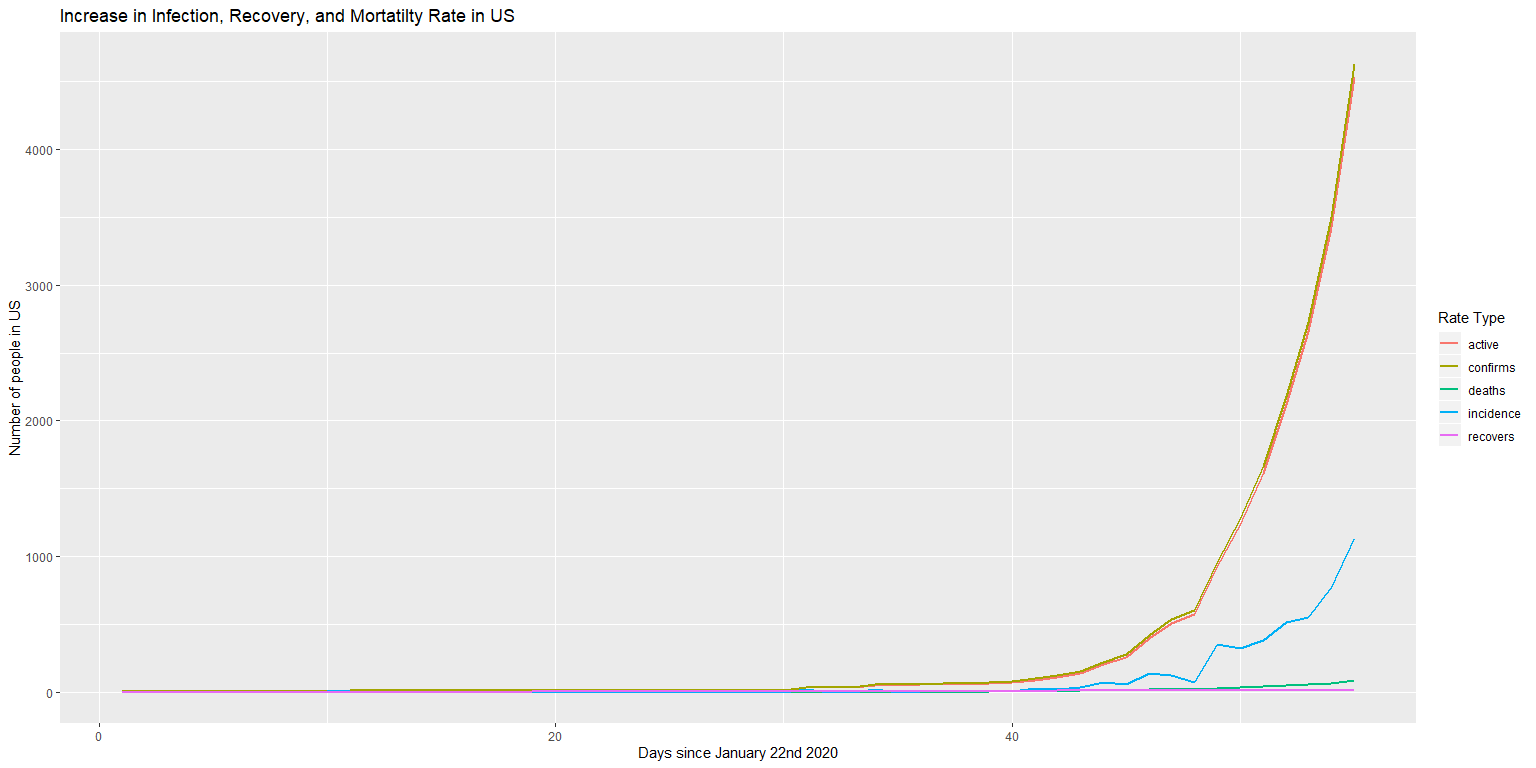 Increase in Infection, Recovery, and Mortatilty Rate in US
Number of people in US
4000
3000
2000
1000
0
0
20
40
Days since January 22nd 2020
Rate Type
active
confirms
deaths
incidence
recovers